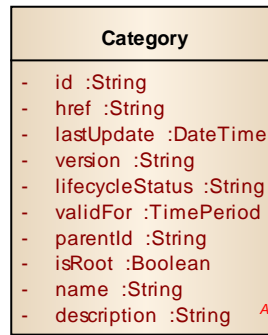 Category
- id :String
- href :String
- lastUpdate :DateTime
- version :String
- lifecycleStatus :String
- validFor :TimePeriod
- parentId :String
- isRoot :Boolean
- name :String
- description :String
A